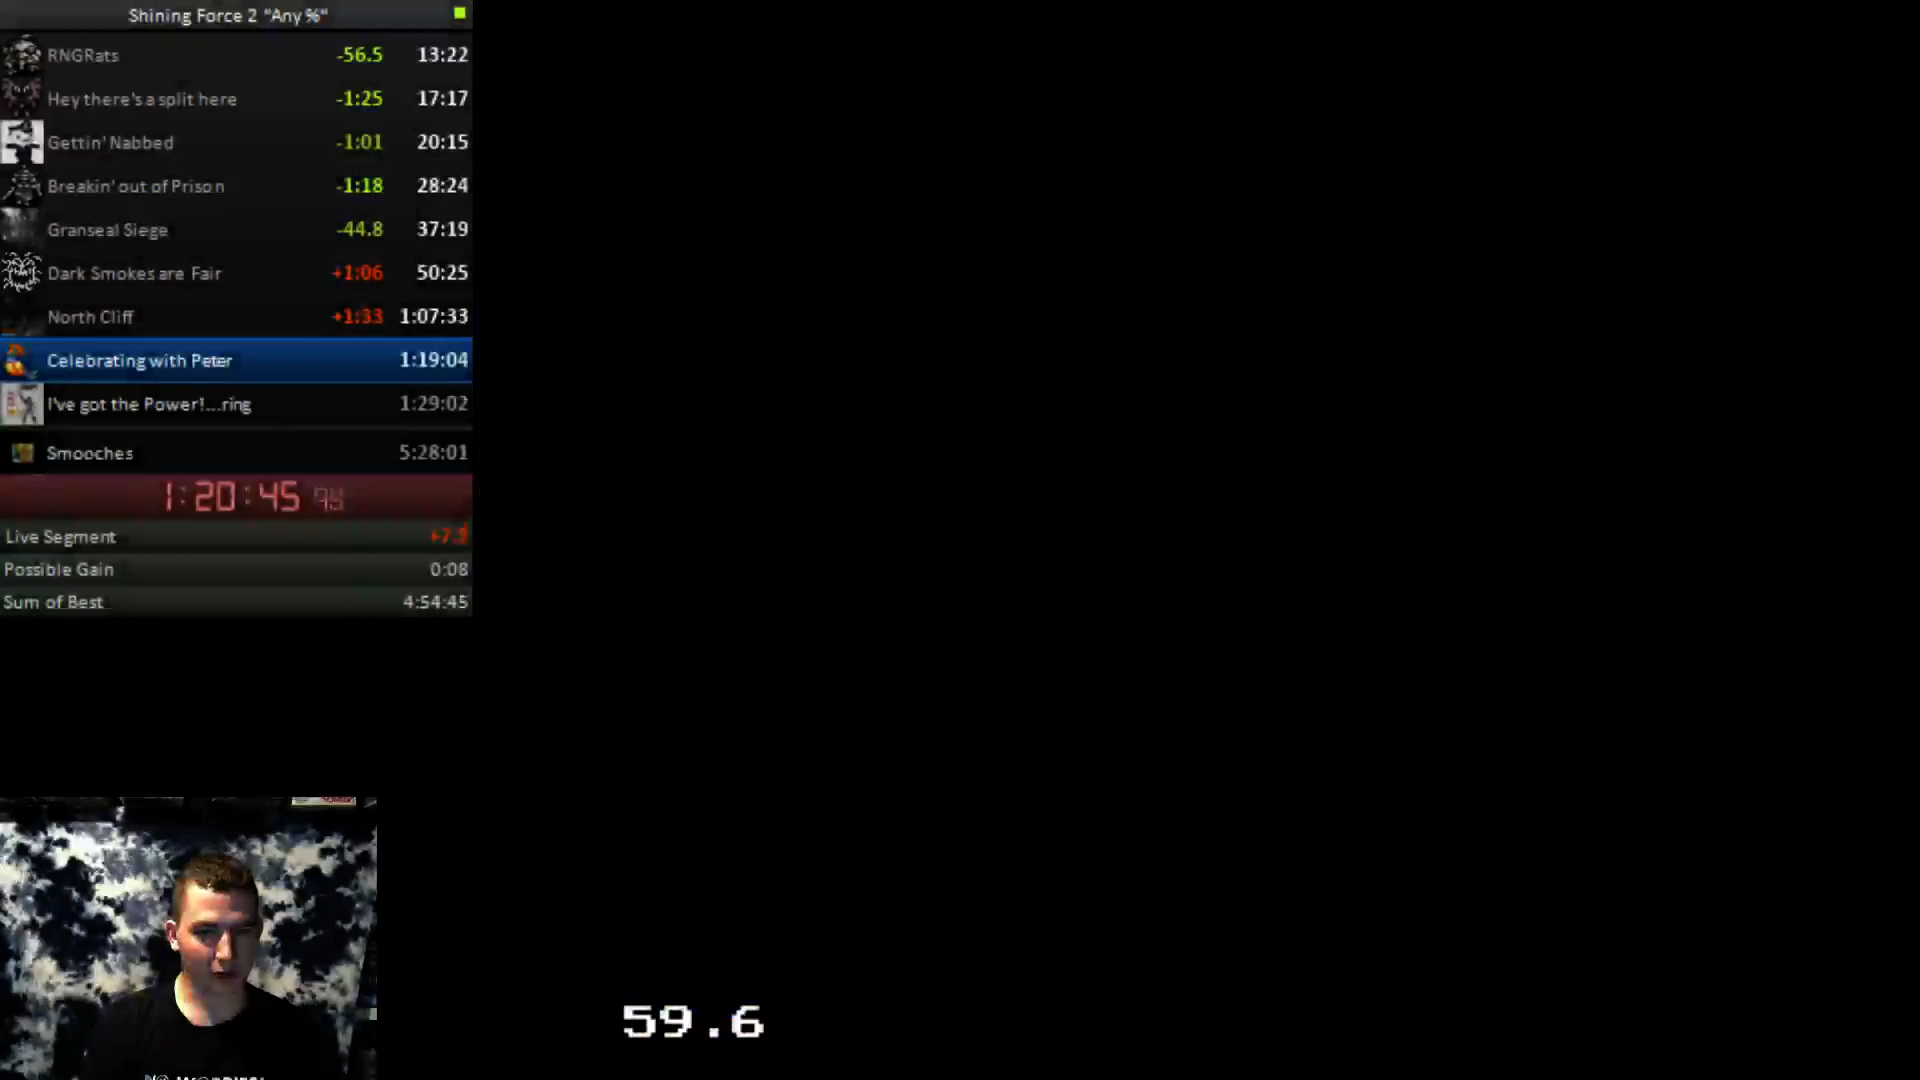 Shining Force 2 "Any %"
RNGRats -56.5 13:22
Hey there's a split here -1:25 17:17
Gettin' Nabbed -1:01 20:15
Breakin' out of Prison -1:18 28:24
Granseal Siege -44.8 37:19
Dark Smokes are Fair +1:06 50:25
North Cliff +1:33 1:07:33
Celebrating with Peter 1:19:04
I've got the Power!...ring 1:29:02
Smooches 5:28:01
1:20:45
Live Segment
Possible Gain 0:08
Sum of Best 4:54:45
59.6